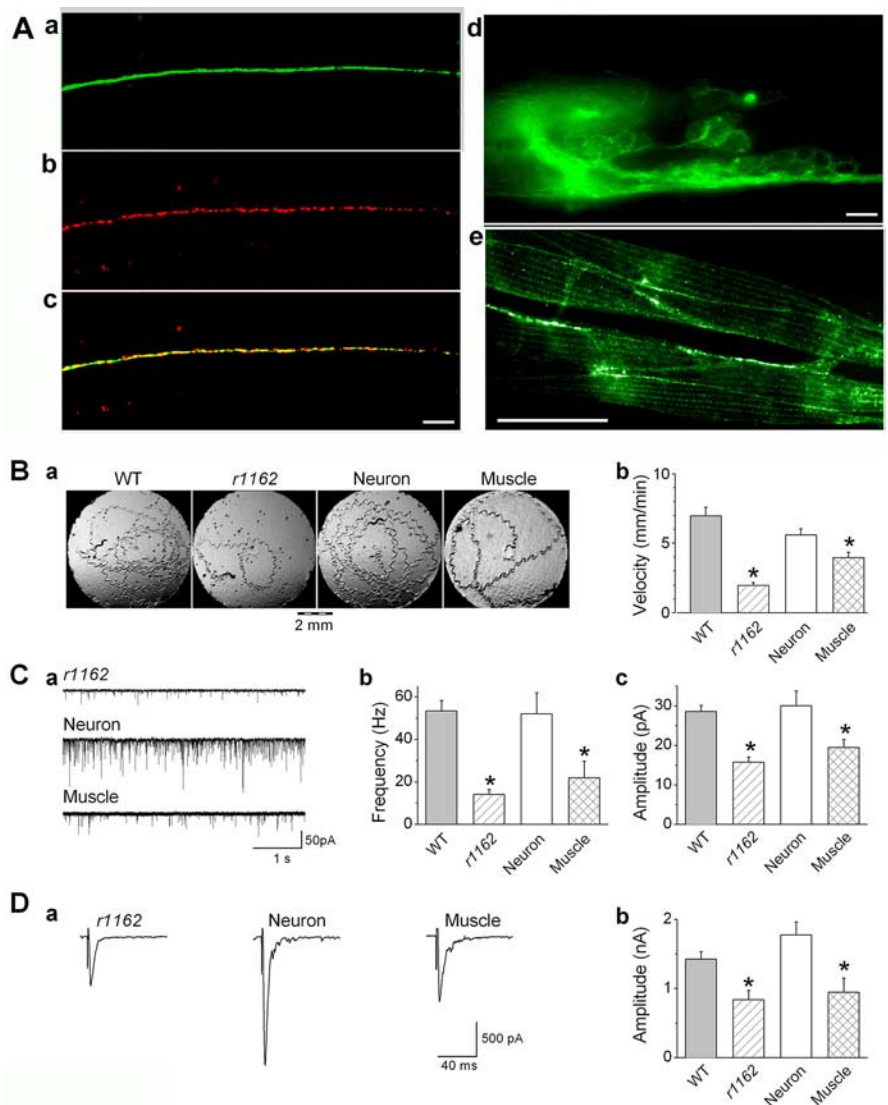 A
a
b
c
d
e
B
a
WT r1162 Neuron Muscle
2 mm
b
Velocity (mm/min)
10
5
0
WT
r1162
Neuron
Muscle
*
*
C
a
r1162
Neuron
Muscle
50pA
1 s
b
Frequency (Hz)
60
40
20
0
WT
r1162
Neuron
Muscle
*
*
c
Amplitude (pA)
30
20
10
0
WT
r1162
Neuron
Muscle
*
*
D
a
r1162 Neuron Muscle
500 pA
40 ms
b
Amplitude (nA)
2
1
0
WT
r1162
Neuron
Muscle
*
*